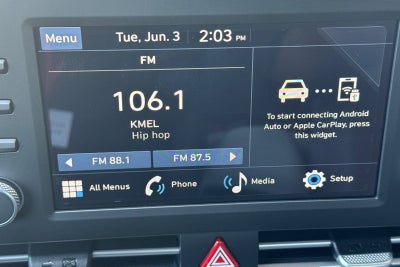 Menu
Tue, Jun. 3
2:03 PM
FM
106.1
KMEL
Hip hop
FM 88.1
FM 87.5
To start connecting Android
Auto or Apple CarPlay, press
this widget.
All Menus
Phone
Media
Setup